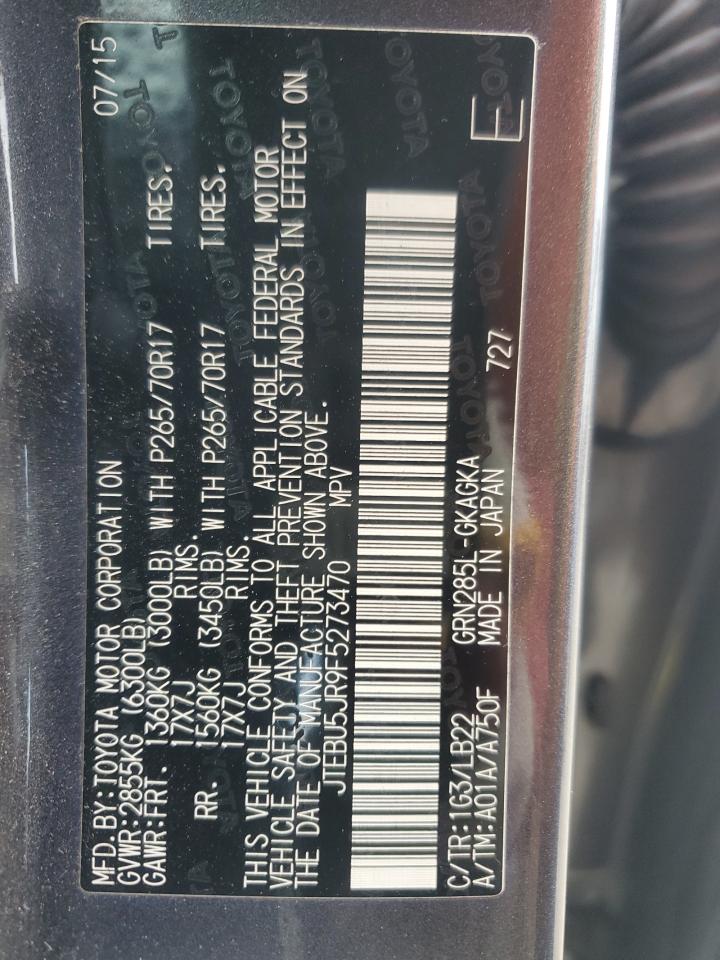 MFD.BY:TOYOTA MOTOR CORPORATION 07/15
GVWR:2855KG (6300LB)
GAWR:FRT. 1360KG (3000LB) WITH P265/70R17 TIRES.
17X7J RIMS.
RR. 1560KG (3450LB) WITH P265/70R17 TIRES.
17X7J RIMS.
THIS VEHICLE CONFORMS TO ALL APPLICABLE FEDERAL MOTOR
VEHICLE SAFETY AND THEFT PREVENTION STANDARDS IN EFFECT ON
THE DATE OF MANUFACTURE SHOWN ABOVE.
JTEBU5JR9F5273470 MPV
C/TR:1G3/LB22 GRN285L-GKAGKA
A/TM:A01A/A750F MADE IN JAPAN 727